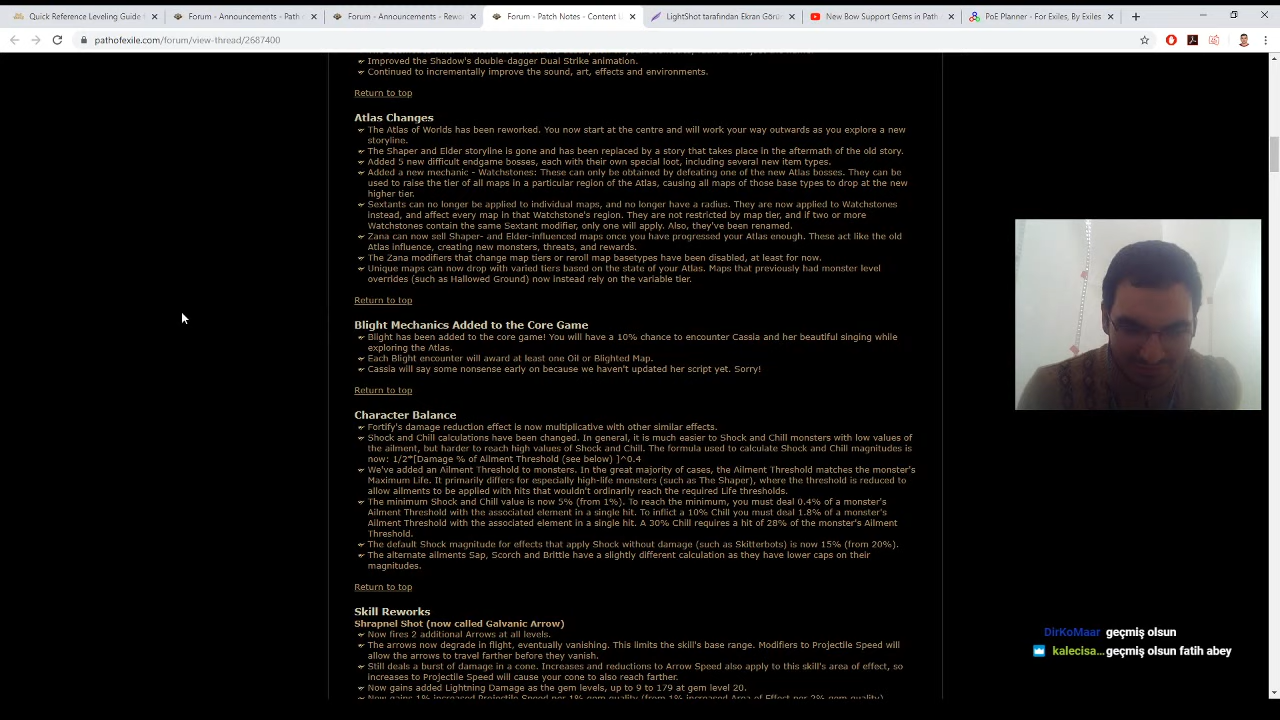 Quick Reference Leveling Guide
Forum - Announcements - Path o
Forum - Announcements - Rewo
Forum - Patch Notes - Content U
LightShot tarafından Ekran Görün
New Bow Support Gems in Path
PoE Planner - For Exiles, By Exiles
pathofexile.com/forum/view-thread/2687400
Improved the Shadow's double-dagger Dual Strike animation.
Continued to incrementally improve the sound, art, effects and environments.
Return to top
Atlas Changes
The Atlas of Worlds has been reworked. You now start at the centre and will work your way outwards as you explore a new
storyline.
The Shaper and Elder storyline is gone and has been replaced by a story that takes place in the aftermath of the old story.
Added 5 new difficult endgame bosses, each with their own special loot, including several new item types.
Added a new mechanic - Watchstones: These can only be obtained by defeating one of the new Atlas bosses. They can be
used to raise the tier of all maps in a particular region of the Atlas, causing all maps of those base types to drop at the new
higher tier.
Sextants can no longer be applied to individual maps, and no longer have a radius. They are now applied to Watchstones
instead, and affect every map in that Watchstone's region. They are not restricted by map tier, and if two or more
Watchstones contain the same Sextant modifier, only one will apply. Also, they've been renamed.
Zana can now sell Shaper- and Elder-influenced maps once you have progressed your Atlas enough. These act like the old
Atlas influence, creating new monsters, threats, and rewards.
The Zana modifiers that change map tiers or reroll map basetypes have been disabled, at least for now.
Unique maps can now drop with varied tiers based on the state of your Atlas. Maps that previously had monster level
overrides (such as Hallowed Ground) now instead rely on the variable tier.
Return to top
Blight Mechanics Added to the Core Game
Blight has been added to the core game! You will have a 10% chance to encounter Cassia and her beautiful singing while
exploring the Atlas.
Each Blight encounter will award at least one Oil or Blighted Map.
Cassia will say some nonsense early on because we haven't updated her script yet. Sorry!
Return to top
Character Balance
Fortify's damage reduction effect is now multiplicative with other similar effects.
Shock and Chill calculations have been changed. In general, it is much easier to Shock and Chill monsters with low values of
the ailment, but harder to reach high values of Shock and Chill. The formula used to calculate Shock and Chill magnitudes is
now: 1/2*[Damage % of Ailment Threshold (see below) ]^0.4
We've added an Ailment Threshold to monsters. In the great majority of cases, the Ailment Threshold matches the monster's
Maximum Life. It primarily differs for especially high-life monsters (such as The Shaper), where the threshold is reduced to
allow ailments to be applied with hits that wouldn't ordinarily reach the required Life thresholds.
The minimum Shock and Chill value is now 5% (from 1%). To reach the minimum, you must deal 0.4% of a monster's
Ailment Threshold with the associated element in a single hit. To inflict a 10% Chill you must deal 1.8% of a monster's
Ailment Threshold with the associated element in a single hit. A 30% Chill requires a hit of 28% of the monster's Ailment
Threshold.
The default Shock magnitude for effects that apply Shock without damage (such as Skitterbots) is now 15% (from 20%).
The alternate ailments Sap, Scorch and Brittle have a slightly different calculation as they have lower caps on their
magnitudes.
Return to top
Skill Reworks
Shrapnel Shot (now called Galvanic Arrow)
Now fires 2 additional Arrows at all levels.
The arrows now degrade in flight, eventually vanishing. This limits the skill's base range. Modifiers to Projectile Speed will
allow the arrows to travel farther before they vanish.
Still deals a burst of damage in a cone. Increases and reductions to Arrow Speed also apply to this skill's area of effect, so
increases to Projectile Speed will cause your cone to also reach farther.
Now gains added Lightning Damage as the gem levels, up to 9 to 179 at gem level 20.
Now gains 1% increased Projectile Speed per 1% gem quality (from 1% increased Area of Effect per 2% gem quality)
DirKoMaar geçmiş olsun
kalecisa... geçmiş olsun fatih abey